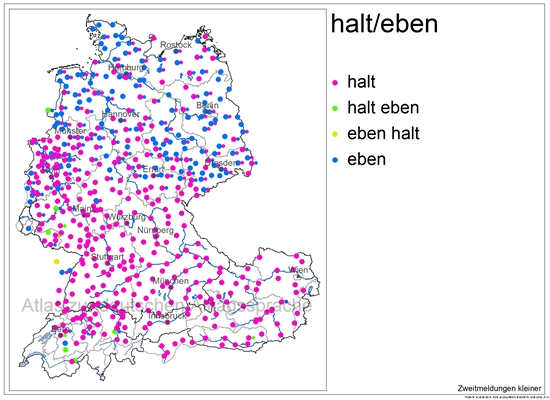 halt/eben
halt
halt eben
eben halt
eben
Rostock
Hamburg
Berlin
Hannover
Münster
Dresden
Erfurt
Köln
Mainz
Würzburg
Nürnberg
Stuttgart
Wien
München
Atlas zur deutschen Alltagssprache
Innsbruck
Bern
Zweitmeldungen kleiner